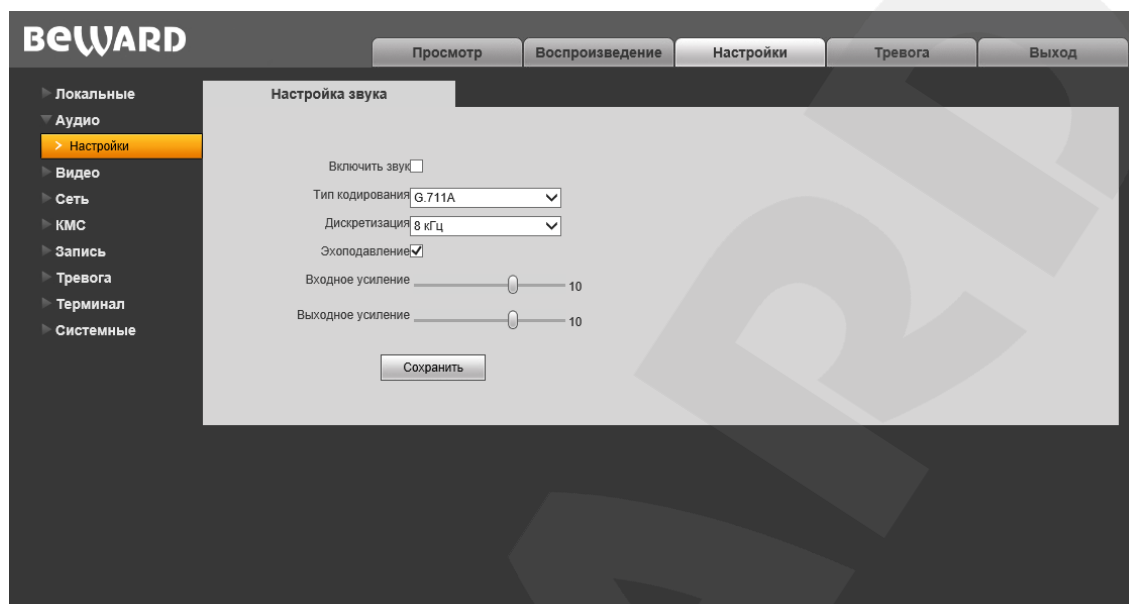 BEWARD
Просмотр
Воспроизведение
Настройки
Тревога
Выход
Локальные
Аудио
> Настройки
Видео
Сеть
КМС
Запись
Тревога
Терминал
Системные
Настройка звука
Включить звук
Тип кодирования G.711A
Дискретизация 8 кГц
Эхоподавление
Входное усиление 10
Выходное усиление 10
Сохранить